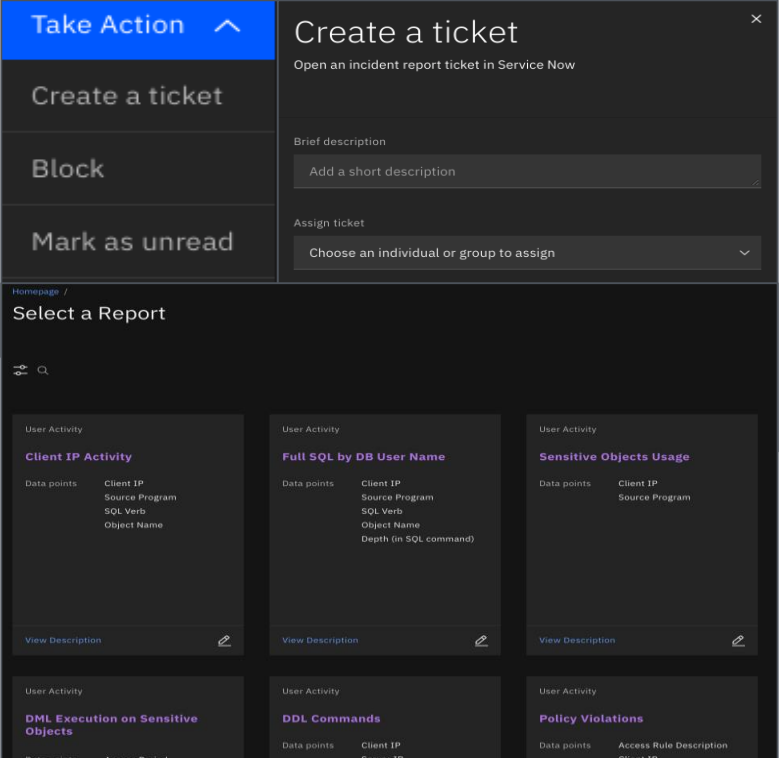 Take Action
Create a ticket
Block
Mark as unread
Create a ticket
Open an incident report ticket in Service Now
Brief description
Add a short description
Assign ticket
Choose an individual or group to assign
Homepage /
Select a Report
User Activity
Client IP Activity
Data points
Client IP
Source Program
SQL Verb
Object Name
View Description
User Activity
Full SQL by DB User Name
Data points
Client IP
Source Program
SQL Verb
Object Name
Depth (in SQL command)
View Description
User Activity
Sensitive Objects Usage
Data points
Client IP
Source Program
View Description
User Activity
DML Execution on Sensitive
Objects
User Activity
DDL Commands
Data points
Client IP
User Activity
Policy Violations
Data points
Access Rule Description